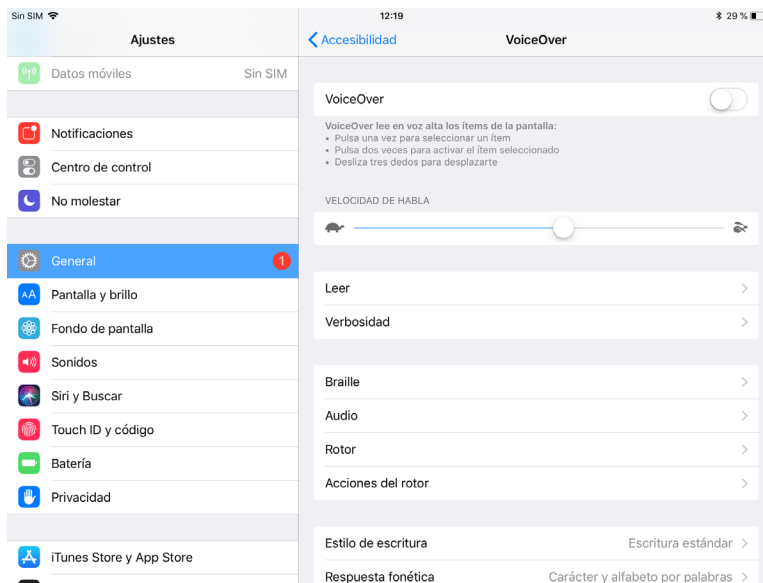 Sin SIM 12:19 29 %
Ajustes
Datos móviles Sin SIM
Notificaciones
Centro de control
No molestar
General 1
AA Pantalla y brillo
Fondo de pantalla
Sonidos
Siri y Buscar
Touch ID y código
Batería
Privacidad
iTunes Store y App Store
Accesibilidad VoiceOver
VoiceOver
VoiceOver lee en voz alta los ítems de la pantalla:
• Pulsa una vez para seleccionar un ítem
• Pulsa dos veces para activar el ítem seleccionado
• Desliza tres dedos para desplazarte
VELOCIDAD DE HABLA
Leer
Verbosidad
Braille
Audio
Rotor
Acciones del rotor
Estilo de escritura Escritura estándar
Respuesta fonética Carácter y alfabeto por palabras